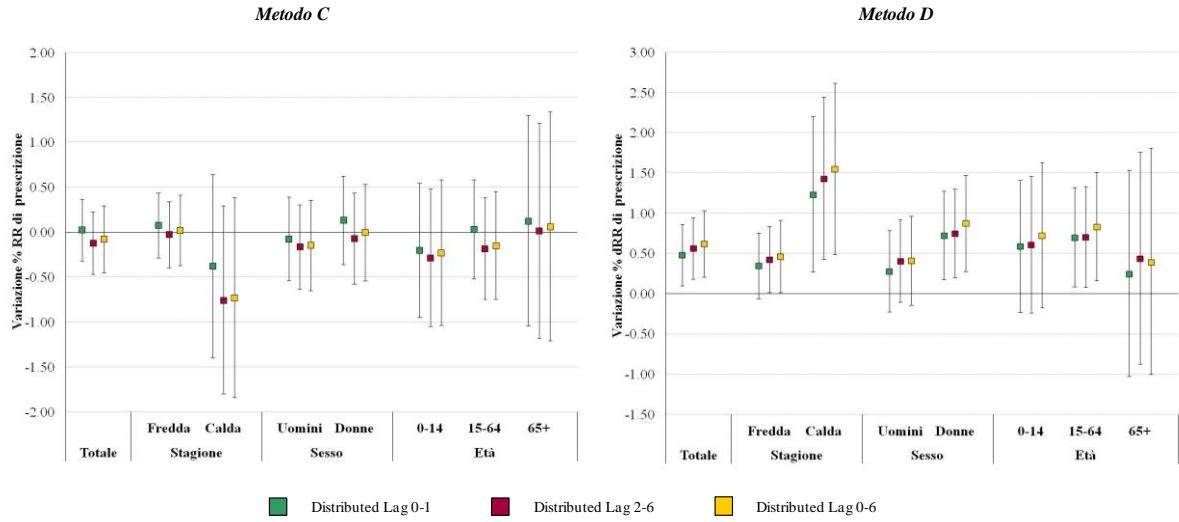 Metodo C
Metodo D
Variazione % RR di prescrizione
2.00
1.50
1.00
0.50
0.00
-0.50
-1.00
-1.50
-2.00
Fredda Calda Uomini Donne 0-14 15-64 65+
Totale Stagione Sesso Età
Variazione % dRR di prescrizione
3.00
2.50
2.00
1.50
1.00
0.50
0.00
-0.50
-1.00
-1.50
Fredda Calda Uomini Donne 0-14 15-64 65+
Totale Stagione Sesso Età
Distributed Lag 0-1 Distributed Lag 2-6 Distributed Lag 0-6